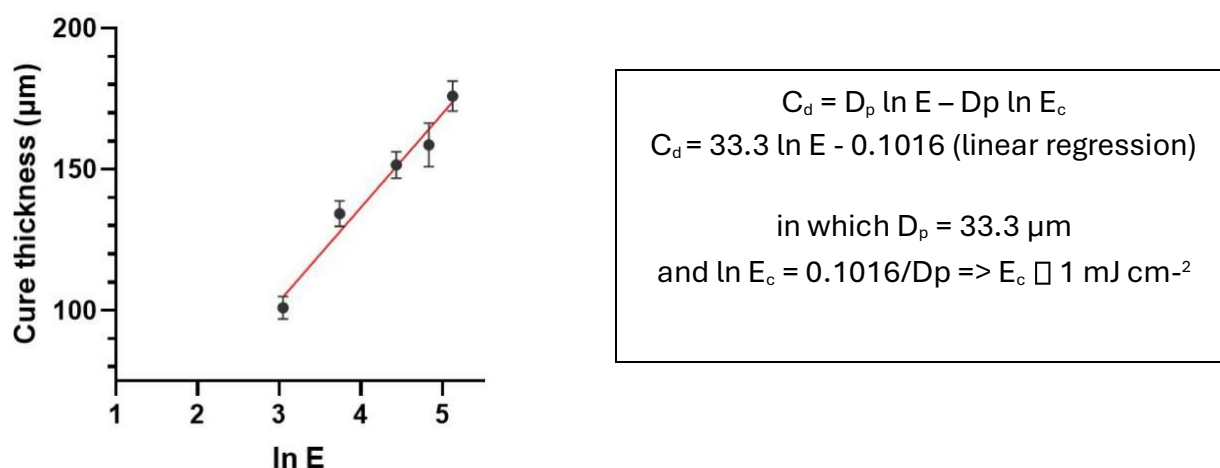 200
150
100
Cure thickness (µm)
1 2 3 4 5
ln E
C_d = D_p ln E – Dp ln E_c
C_d = 33.3 ln E - 0.1016 (linear regression)
in which D_p = 33.3 µm
and ln E_c = 0.1016/Dp => E_c □ 1 mJ cm-²